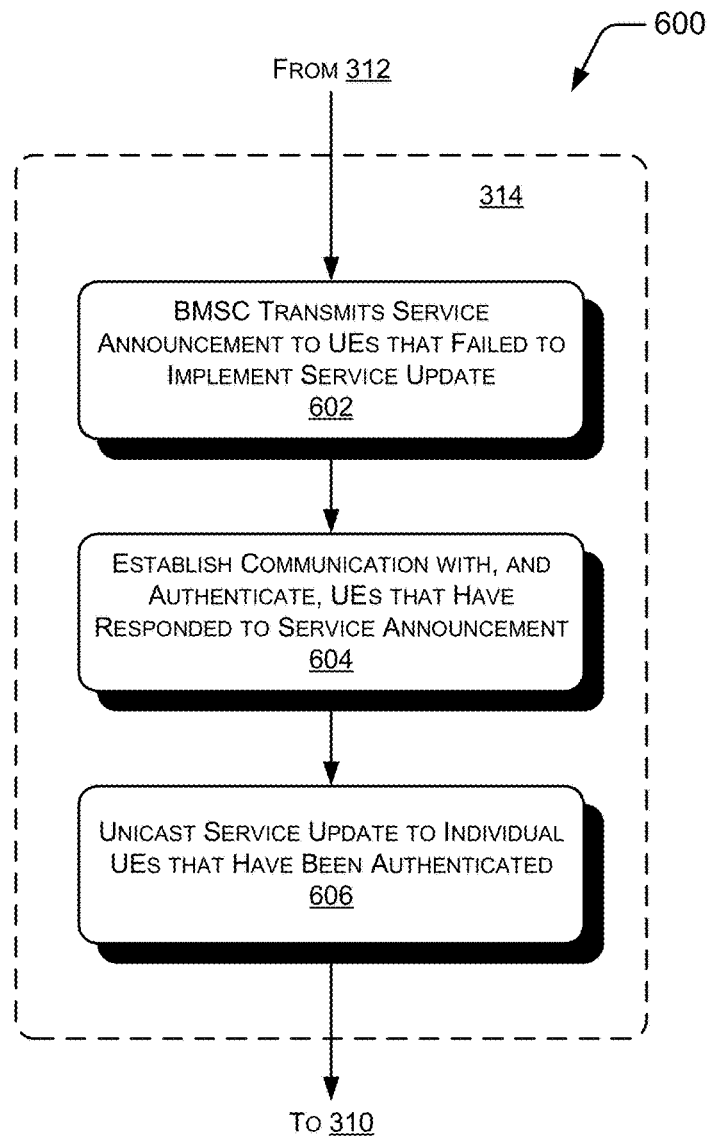 600
FROM 312
314
BMSC TRANSMITS SERVICE
ANNOUNCEMENT TO UES THAT FAILED TO
IMPLEMENT SERVICE UPDATE
602
ESTABLISH COMMUNICATION WITH, AND
AUTHENTICATE, UES THAT HAVE
RESPONDED TO SERVICE ANNOUNCEMENT
604
UNICAST SERVICE UPDATE TO INDIVIDUAL
UES THAT HAVE BEEN AUTHENTICATED
606
TO 310